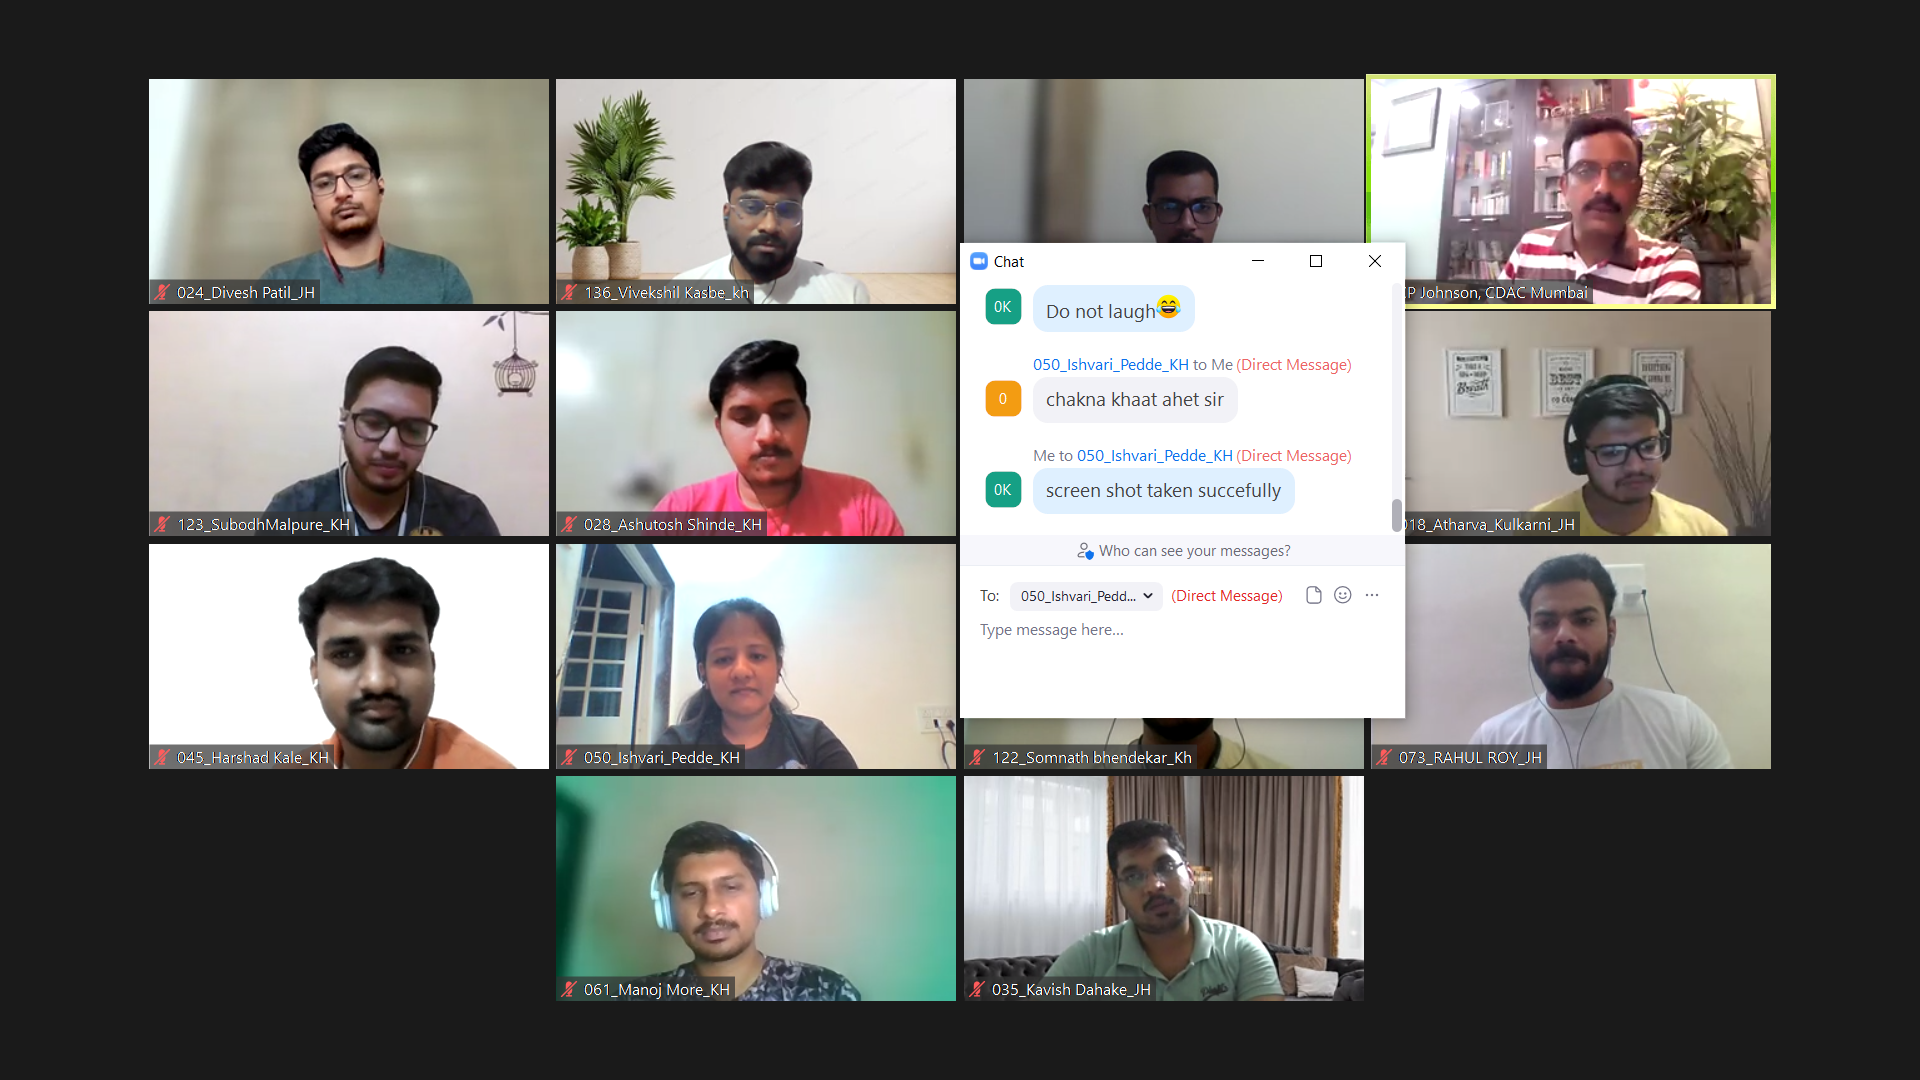 024_Divesh Patil_JH
136_Vivekshil Kasbe_kh
P Johnson, CDAC Mumbai
Chat
0K
Do not laugh😂
050_Ishvari_Pedde_KH to Me (Direct Message)
0
chakna khaat ahet sir
Me to 050_Ishvari_Pedde_KH (Direct Message)
0K
screen shot taken succefully
Who can see your messages?
To: 050_Ishvari_Pedd... (Direct Message)
Type message here...
123_SubodhMalpure_KH
028_Ashutosh Shinde_KH
018_Atharva_Kulkarni_JH
045_Harshad Kale_KH
050_Ishvari_Pedde_KH
122_Somnath bhendekar_Kh
073_RAHUL ROY_JH
061_Manoj More_KH
035_Kavish Dahake_JH